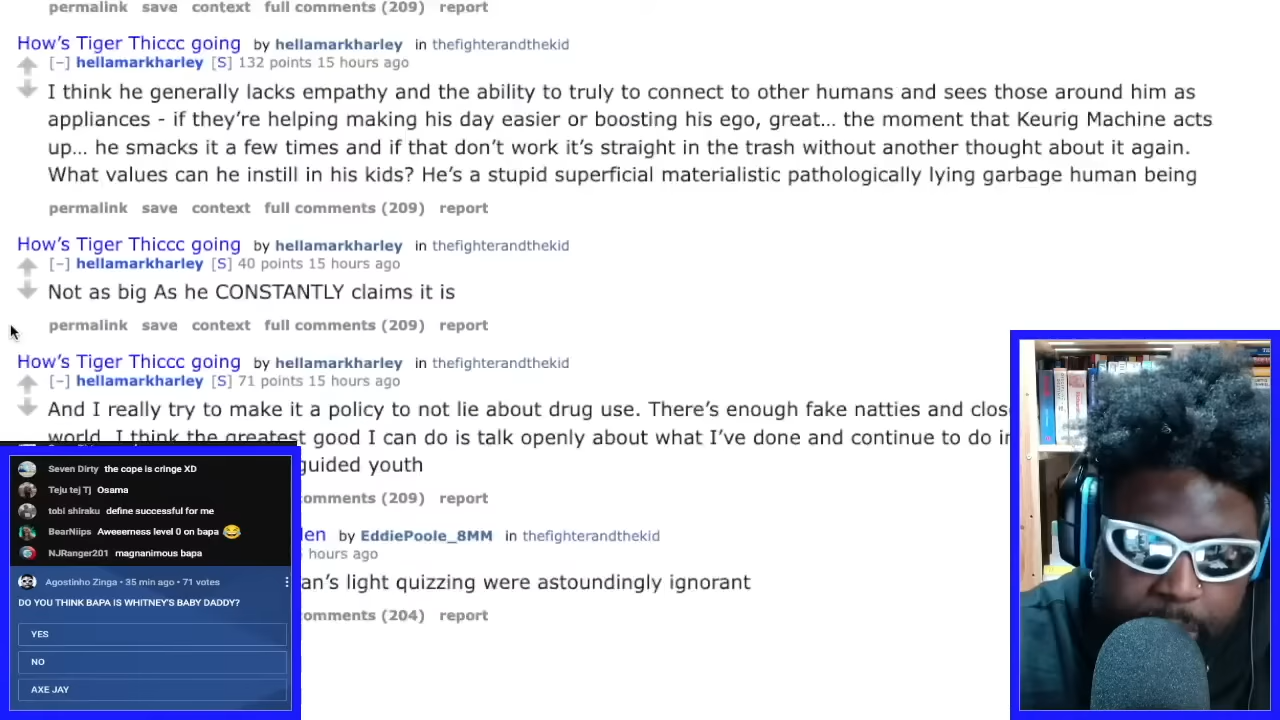 permalink save context full comments (209) report
How's Tiger Thiccc going by hellamarkharley in thefighterandthekid
[–] hellamarkharley [S] 132 points 15 hours ago
I think he generally lacks empathy and the ability to truly to connect to other humans and sees those around him as
appliances - if they're helping making his day easier or boosting his ego, great... the moment that Keurig Machine acts
up... he smacks it a few times and if that don't work it's straight in the trash without another thought about it again.
What values can he instill in his kids? He's a stupid superficial materialistic pathologically lying garbage human being
permalink save context full comments (209) report
How's Tiger Thiccc going by hellamarkharley in thefighterandthekid
[–] hellamarkharley [S] 40 points 15 hours ago
Not as big As he CONSTANTLY claims it is
permalink save context full comments (209) report
How's Tiger Thiccc going by hellamarkharley in thefighterandthekid
[–] hellamarkharley [S] 71 points 15 hours ago
And I really try to make it a policy to not lie about drug use. There's enough fake natties and clos
world. I think the greatest good I can do is talk openly about what I've done and continue to do i
guided youth
omments (209) report
en by EddiePoole_8MM in thefighterandthekid
hours ago
an's light quizzing were astoundingly ignorant
omments (204) report
Seven Dirty the cope is cringe XD
Teju tej Tj Osama
tobi shiraku define successful for me
BearNiips Aweeerness level 0 on bapa 😂
NJRanger201 magnanimous bapa
Agostinho Zinga • 35 min ago • 71 votes
DO YOU THINK BAPA IS WHITNEY'S BABY DADDY?
YES
NO
AXE JAY